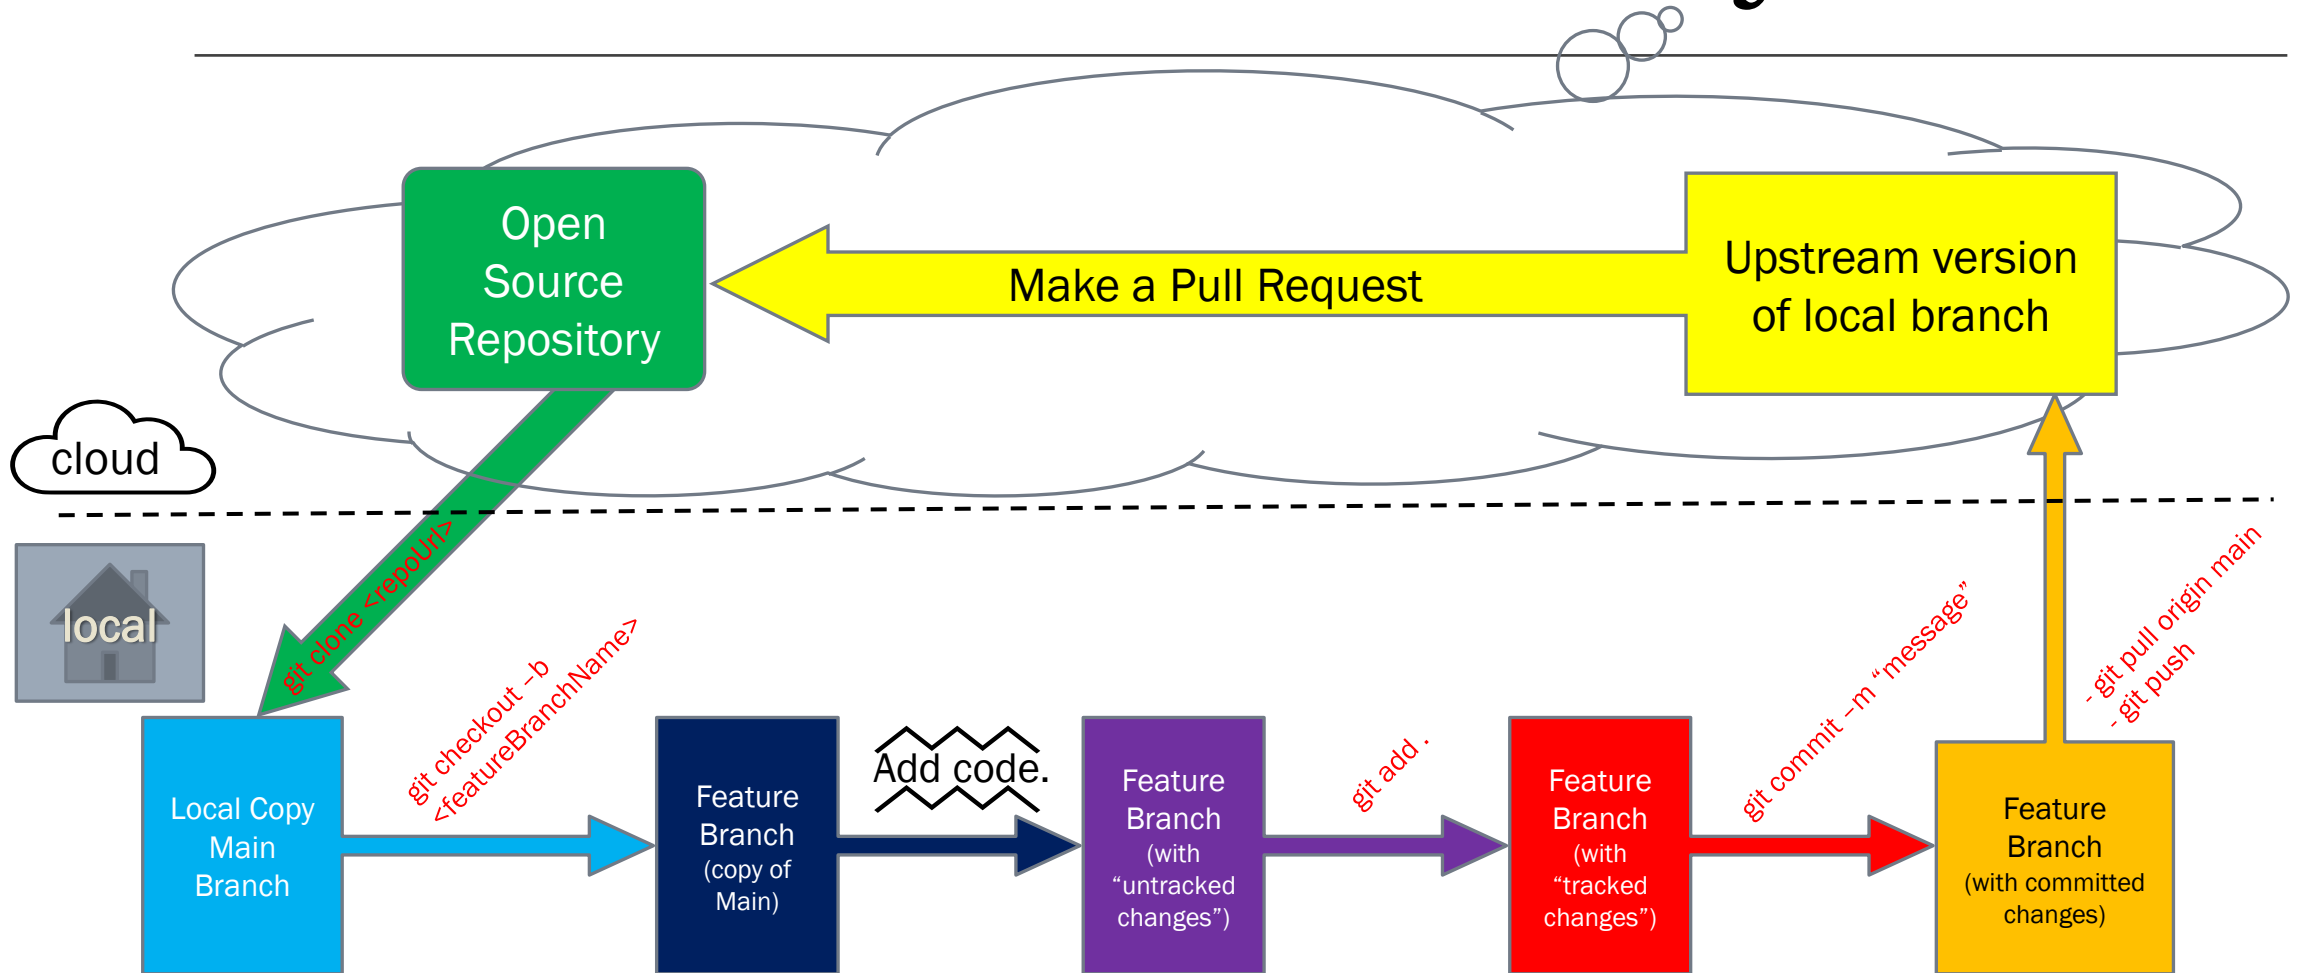 Open
Source
Repository
Make a Pull Request
Upstream version
of local branch
cloud
local
git clone <repoUrl>
git checkout –b
<featureBranchName>
Add code.
git add .
git commit –m “message”
- git pull origin main
- git push
Local Copy
Main
Branch
Feature
Branch
(copy of
Main)
Feature
Branch
(with
“untracked
changes”)
Feature
Branch
(with
“tracked
changes”)
Feature
Branch
(with committed
changes)